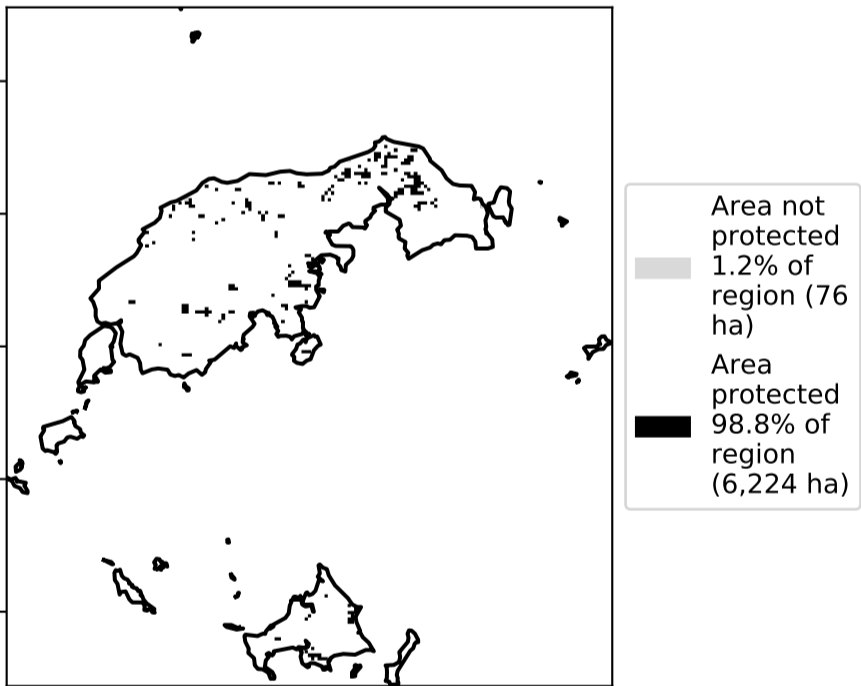 Area not
protected
1.2% of
region (76
ha)
Area
protected
98.8% of
region
(6,224 ha)